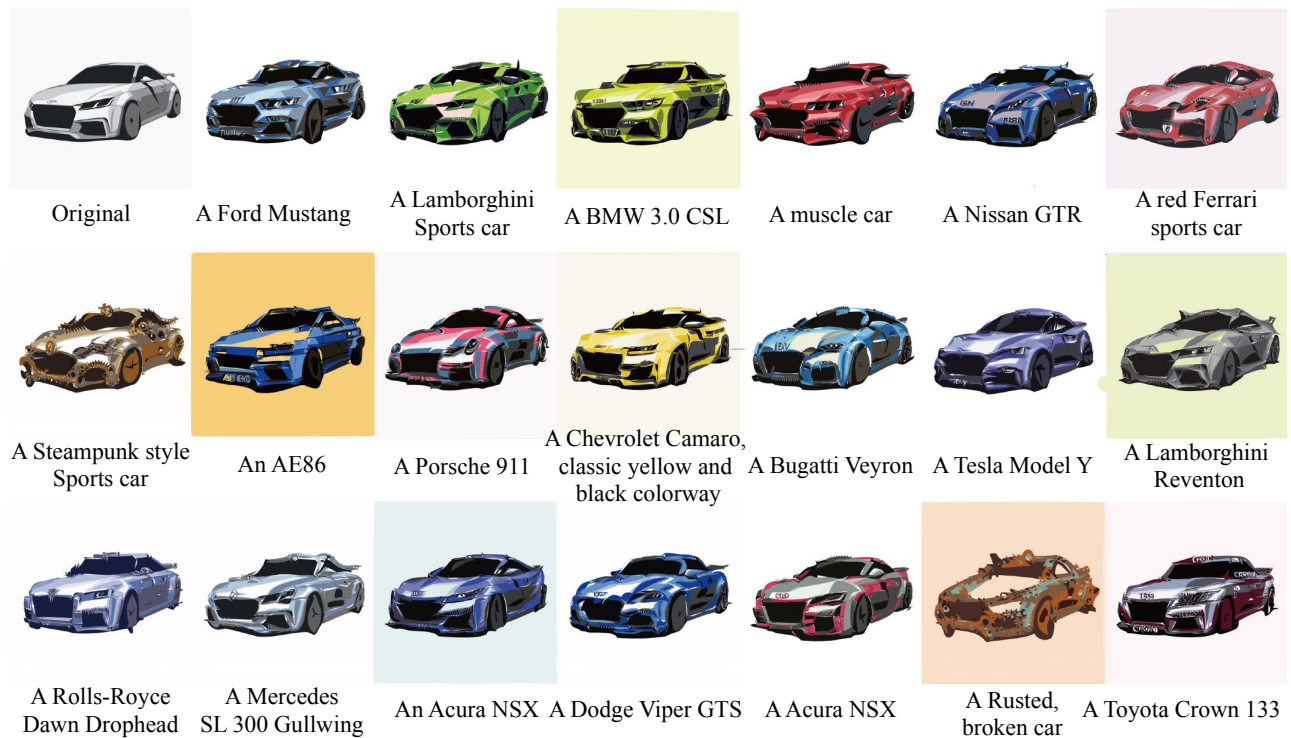 Original
A Ford Mustang
A Lamborghini
Sports car
A BMW 3.0 CSL
A muscle car
A Nissan GTR
A red Ferrari
sports car
A Steampunk style
Sports car
An AE86
A Porsche 911
A Chevrolet Camaro,
classic yellow and
black colorway
A Bugatti Veyron
A Tesla Model Y
A Lamborghini
Reventon
A Rolls-Royce
Dawn Drophead
A Mercedes
SL 300 Gullwing
An Acura NSX
A Dodge Viper GTS
A Acura NSX
A Rusted,
broken car
A Toyota Crown 133